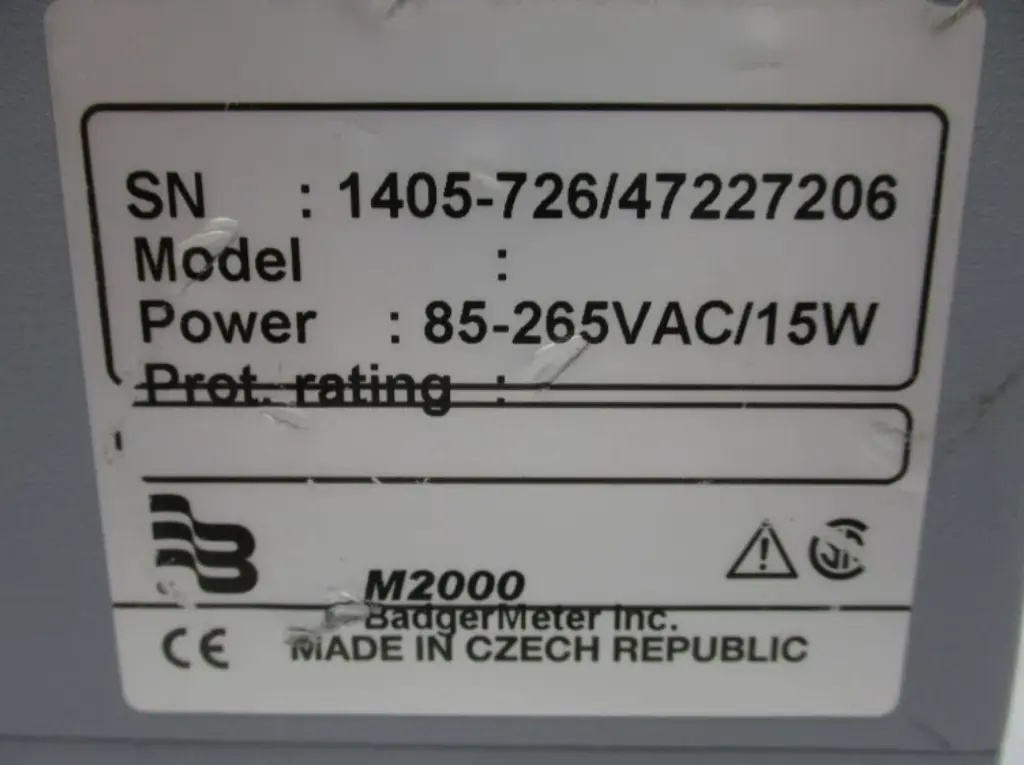 SN : 1405-726/47227206
Model :
Power : 85-265VAC/15W
Prot. rating :
M2000
BadgerMeter Inc.
CE
MADE IN CZECH REPUBLIC